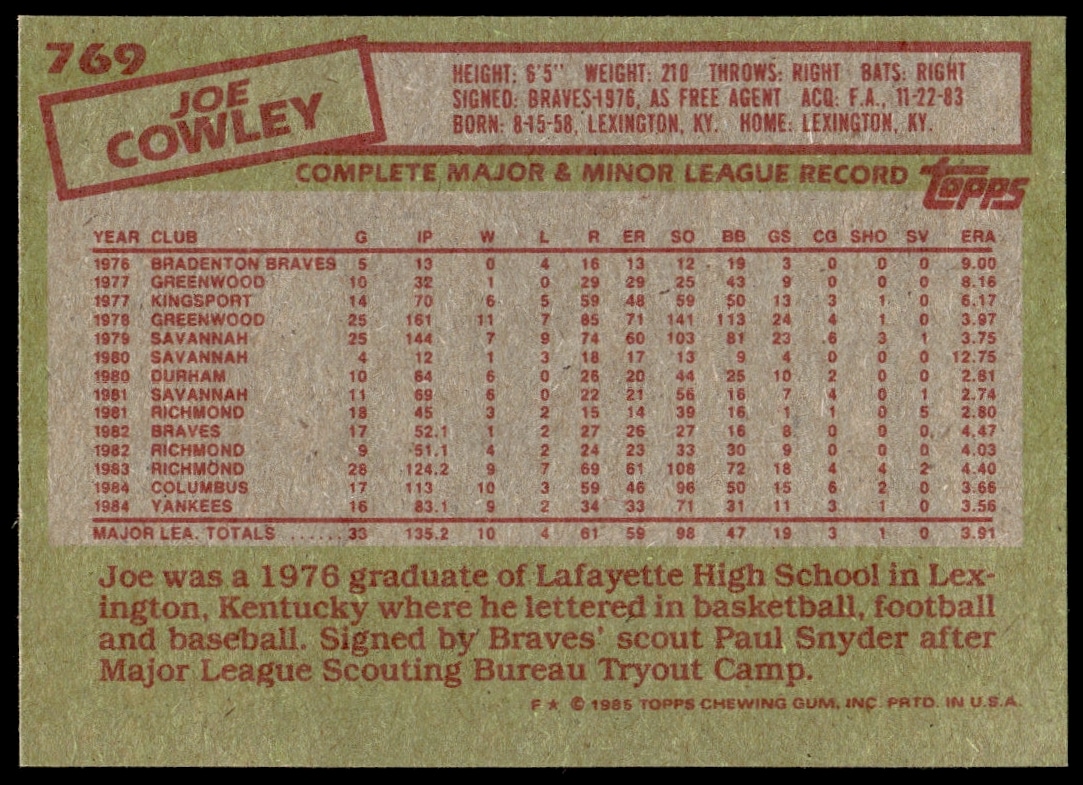 769
JOE
COWLEY
HEIGHT: 6'5" WEIGHT: 210 THROWS: RIGHT BATS: RIGHT
SIGNED: BRAVES-1976, AS FREE AGENT ACQ: F.A., 11-22-83
BORN: 8-15-58, LEXINGTON, KY. HOME: LEXINGTON, KY.
COMPLETE MAJOR & MINOR LEAGUE RECORD topps
YEAR CLUB G IP W L R ER SO BB GS CG SHO SV ERA
1976 BRADENTON BRAVES 5 13 0 4 16 13 12 19 3 0 0 0 9.00
1977 GREENWOOD 10 32 1 0 29 29 25 43 9 0 0 0 8.16
1977 KINGSPORT 14 70 6 5 59 48 59 50 13 3 1 0 6.17
1978 GREENWOOD 25 161 11 7 85 71 141 113 24 4 1 0 3.97
1979 SAVANNAH 25 144 7 9 74 60 103 81 23 6 3 1 3.75
1980 SAVANNAH 4 12 1 3 18 17 13 9 4 0 0 0 12.75
1980 DURHAM 10 64 6 0 26 20 44 25 10 2 0 0 2.81
1981 SAVANNAH 11 69 6 0 22 21 56 16 7 4 0 1 2.74
1981 RICHMOND 18 45 3 2 15 14 39 16 1 1 0 5 2.80
1982 BRAVES 17 52.1 1 2 27 26 27 16 8 0 0 0 4.47
1982 RICHMOND 9 51.1 4 2 24 23 33 30 9 0 0 0 4.03
1983 RICHMOND 28 124.2 9 7 69 61 108 72 18 4 4 2 4.40
1984 COLUMBUS 17 113 10 3 59 46 96 50 15 6 2 0 3.66
1984 YANKEES 16 83.1 9 2 34 33 71 31 11 3 1 0 3.56
MAJOR LEA. TOTALS ......33 135.2 10 4 61 59 98 47 19 3 1 0 3.91
Joe was a 1976 graduate of Lafayette High School in Lex-
ington, Kentucky where he lettered in basketball, football
and baseball. Signed by Braves' scout Paul Snyder after
Major League Scouting Bureau Tryout Camp.
F ★ © 1985 TOPPS CHEWING GUM, INC. PRTD. IN U.S.A.